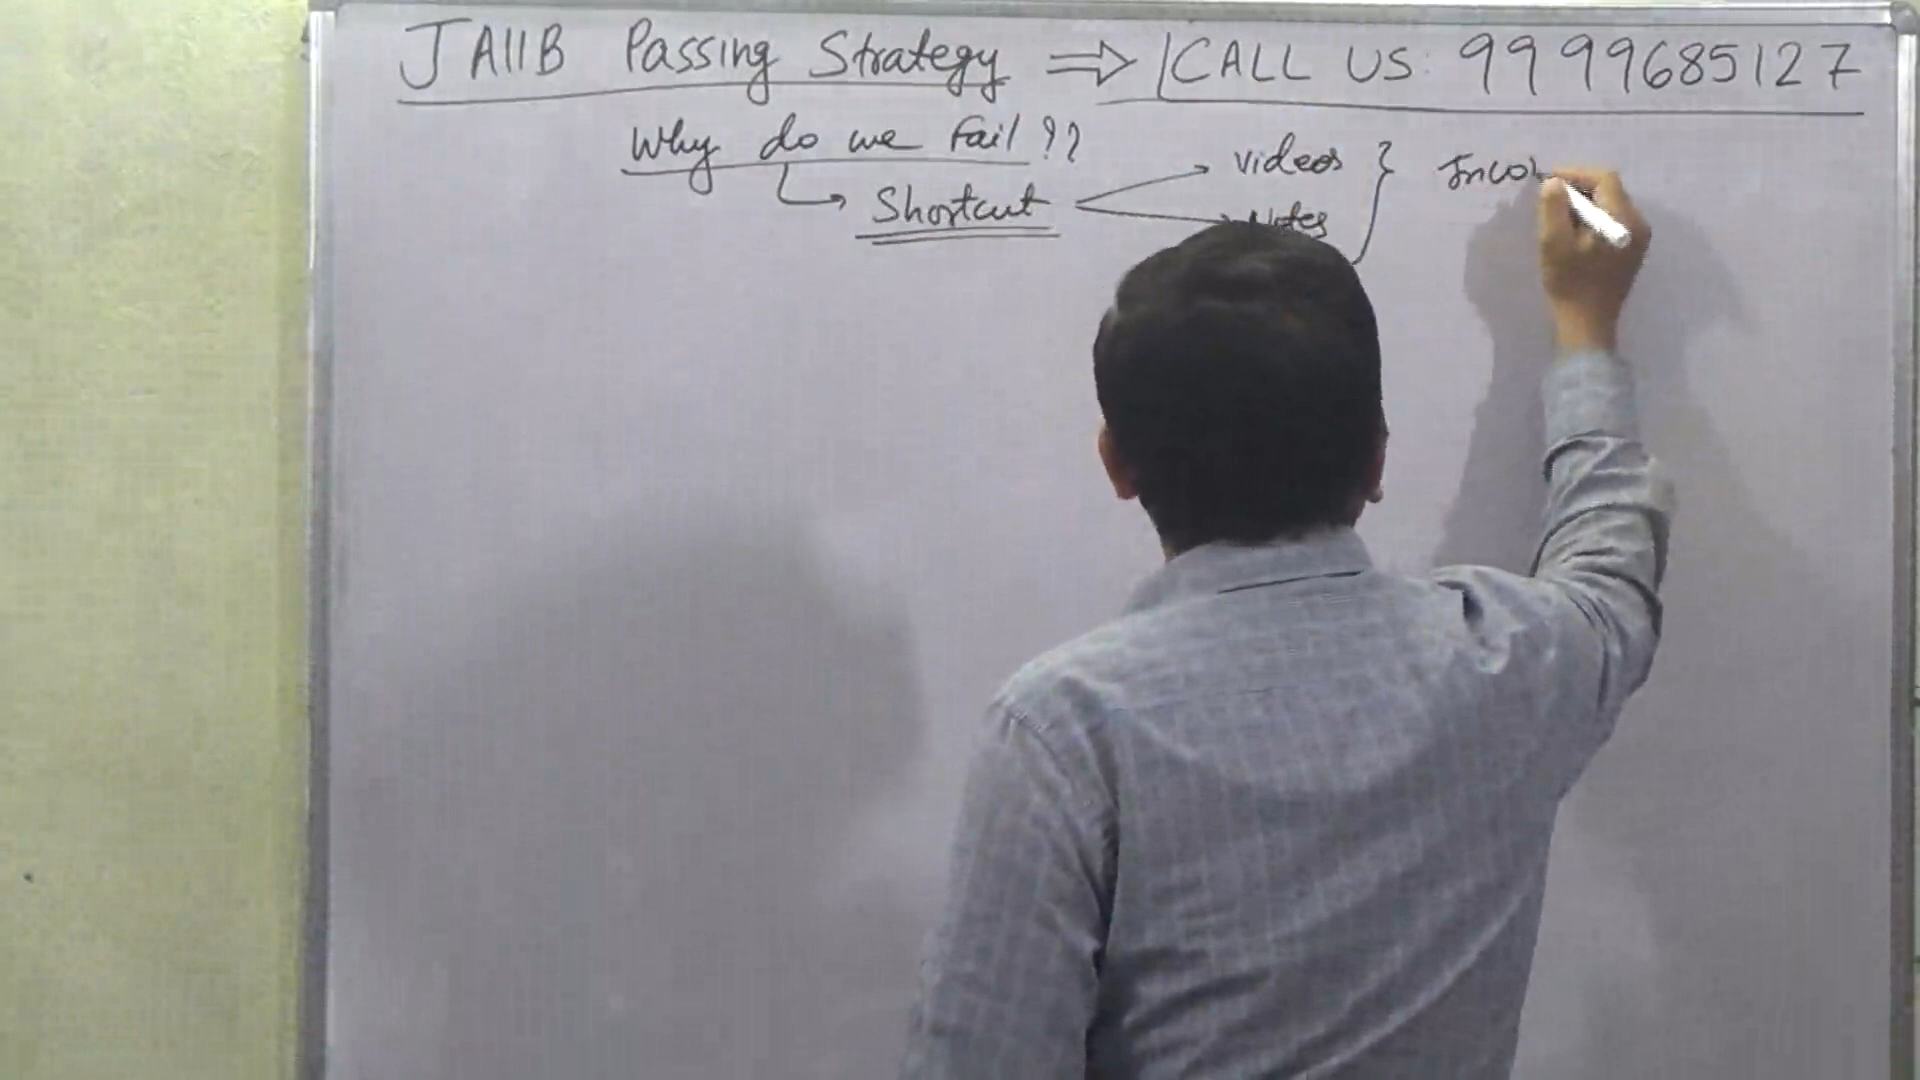 JAIIB Passing Strategy ⇒ CALL US: 9999685127
Why do we Fail ??
Shortcut → videos
→ Notes